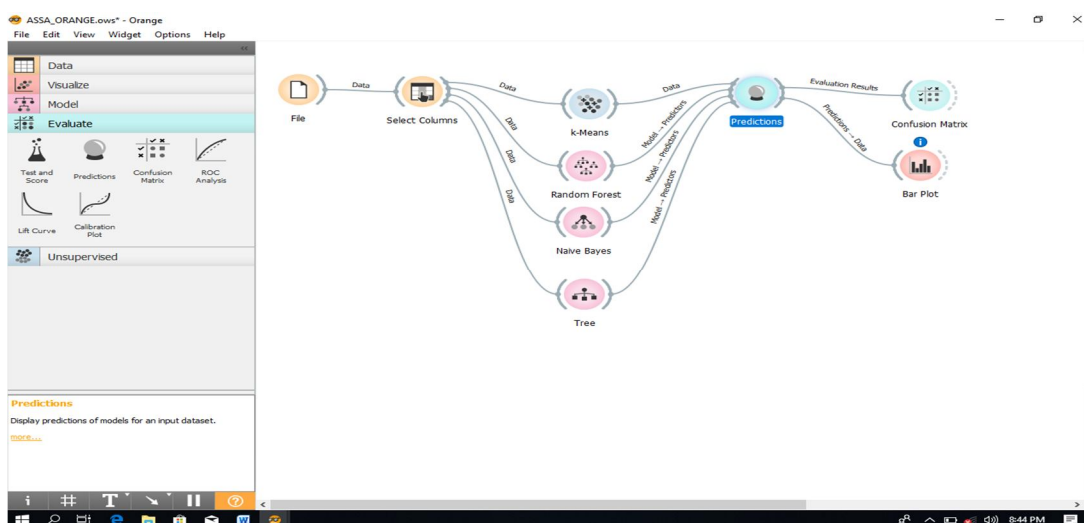 ASSA_ORANGE.ows* - Orange
File Edit View Widget Options Help
Data
Visualize
Model
Evaluate
Test and Score
Predictions
Confusion Matrix
ROC Analysis
Lift Curve
Calibration Plot
Unsupervised
Predictions
Display predictions of models for an input dataset.
more...
File
Data
Select Columns
Data
Data
Data
Data
k-Means
Random Forest
Naive Bayes
Tree
Data
Model → Predictors
Model → Predictors
Model → Predictors
Predictions
Evaluation Results
Predictions → Data
Confusion Matrix
Bar Plot
8:44 PM